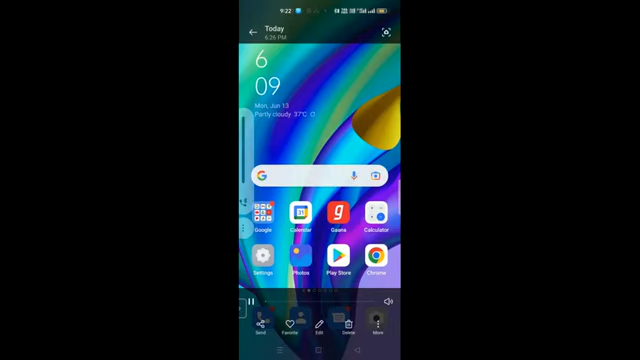 9:22
Today
6:26 PM
6
09
Mon, Jun 13
Partly cloudy 37°C
Google
Calendar
Gaana
Calculator
Settings
Photos
Play Store
Chrome
Send
Favorite
Edit
Delete
More